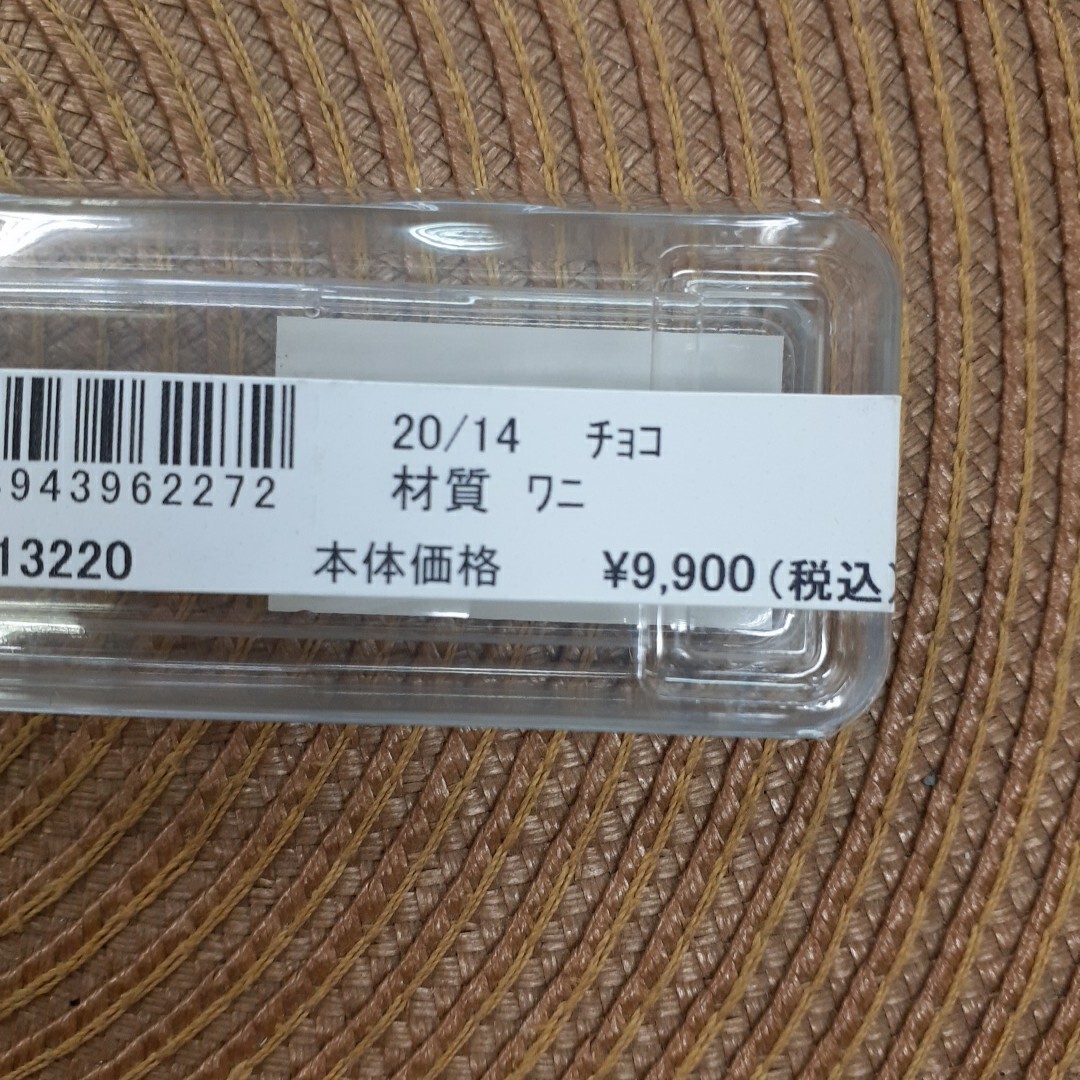 20/14 ﾁｮｺ
材質 ﾜﾆ
943962272
13220
本体価格 ¥9,900(税込)